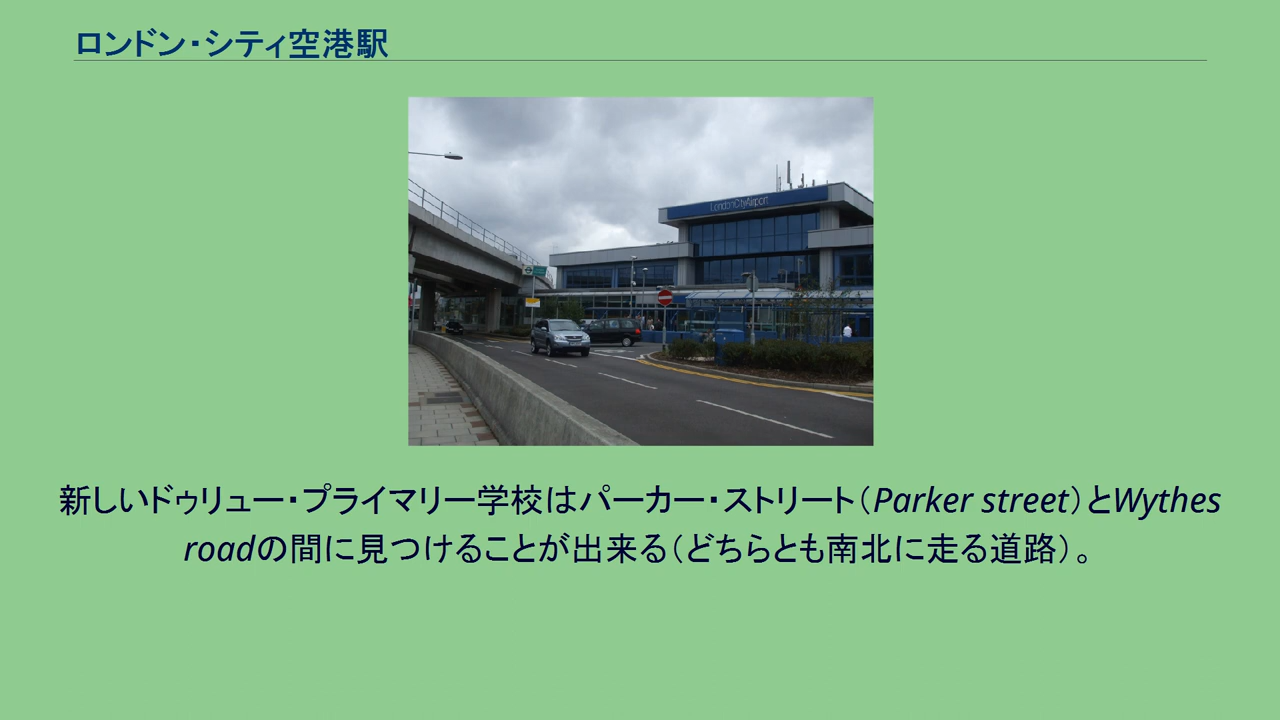 ロンドン・シティ空港駅
London City Airport
新しいドゥリュー・プライマリー学校はパーカー・ストリート（Parker street）とWythes
roadの間に見つけることが出来る（どちらとも南北に走る道路）。